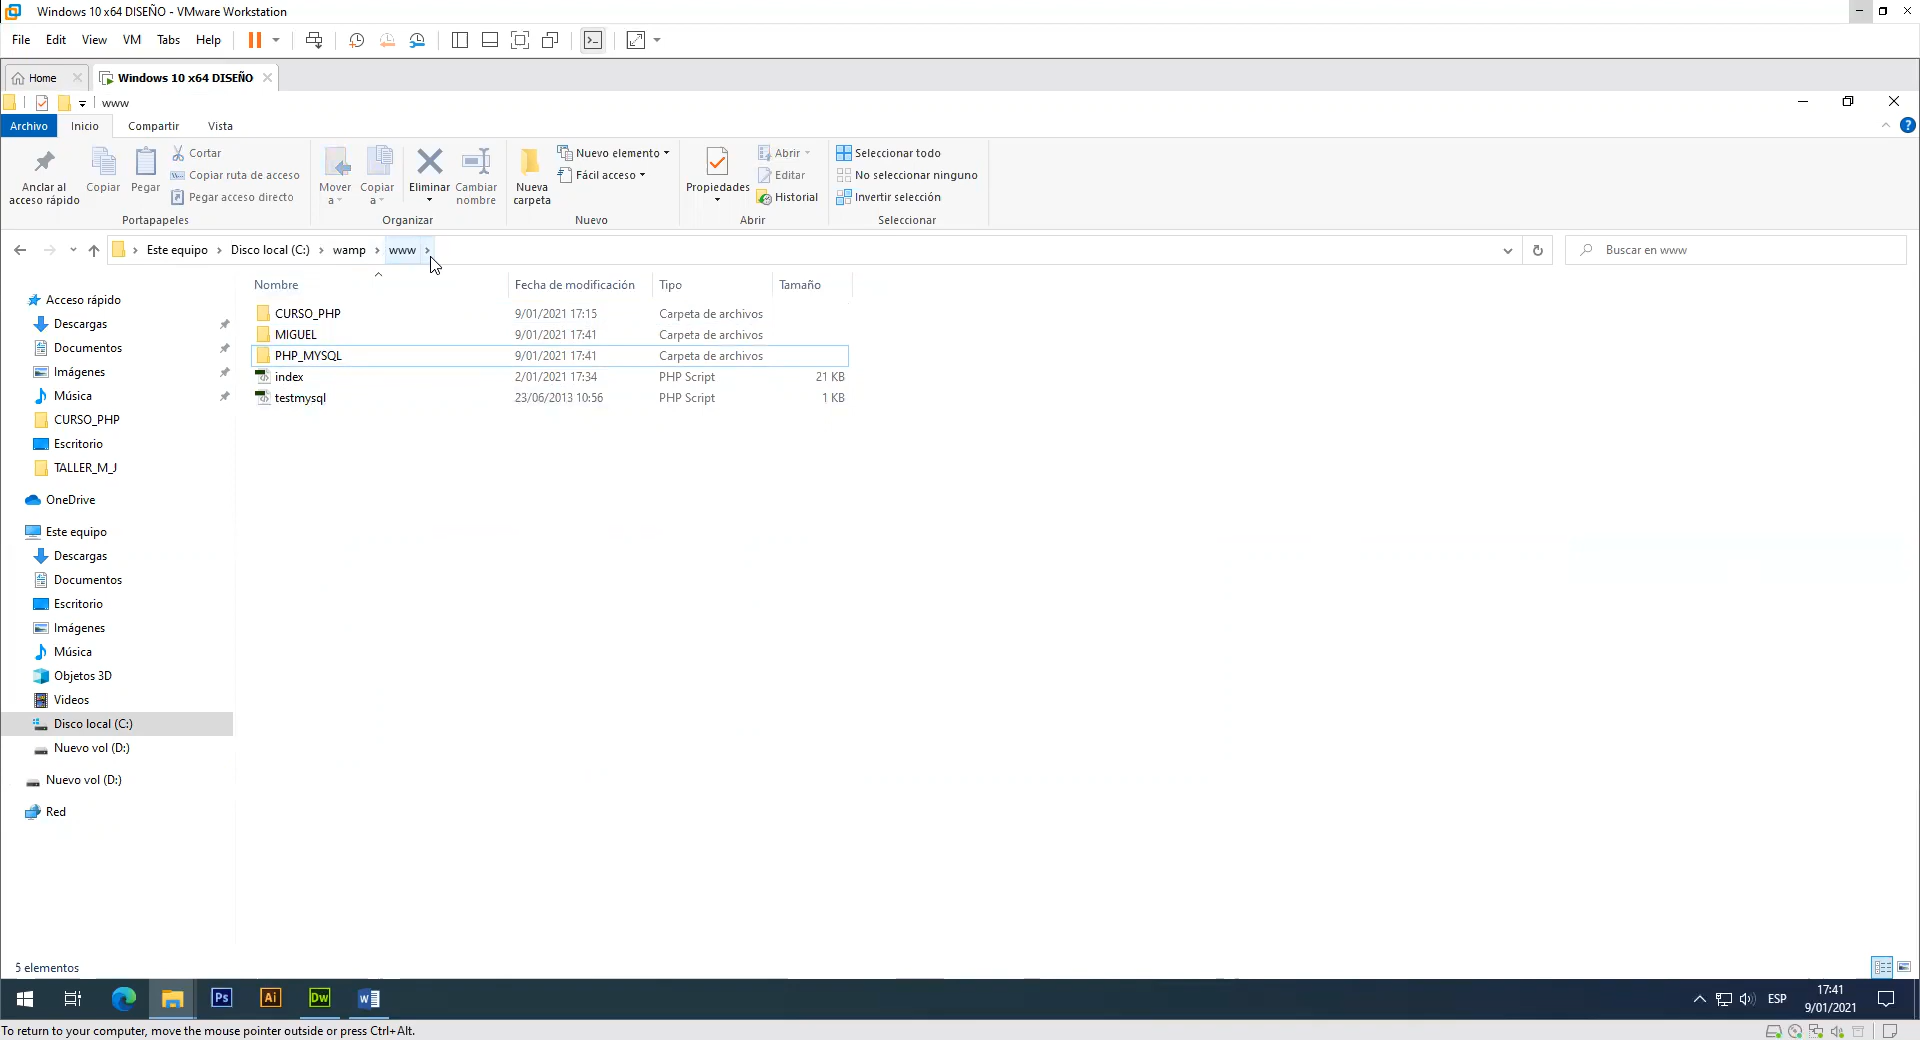 Windows 10 x64 DISEÑO - VMware Workstation
File Edit View VM Tabs Help
Home Windows 10 x64 DISEÑO
www
Archivo Inicio Compartir Vista
Anclar al acceso rápido
Copiar
Pegar
Cortar
Copiar ruta de acceso
Pegar acceso directo
Portapapeles
Mover a
Copiar a
Eliminar
Cambiar nombre
Organizar
Nueva carpeta
Nuevo elemento
Fácil acceso
Nuevo
Propiedades
Abrir
Editar
Historial
Abrir
Seleccionar todo
No seleccionar ninguno
Invertir selección
Seleccionar
Este equipo Disco local (C:) wamp www
Buscar en www
Nombre Fecha de modificación Tipo Tamaño
CURSO_PHP 9/01/2021 17:15 Carpeta de archivos
MIGUEL 9/01/2021 17:41 Carpeta de archivos
PHP_MYSQL 9/01/2021 17:41 Carpeta de archivos
index 2/01/2021 17:34 PHP Script 21 KB
testmysql 23/06/2013 10:56 PHP Script 1 KB
Acceso rápido
Descargas
Documentos
Imágenes
Música
CURSO_PHP
Escritorio
TALLER_M_J
OneDrive
Este equipo
Descargas
Documentos
Escritorio
Imágenes
Música
Objetos 3D
Videos
Disco local (C:)
Nuevo vol (D:)
Nuevo vol (D:)
Red
5 elementos
Ps Ai Dw
ESP
17:41
9/01/2021
To return to your computer, move the mouse pointer outside or press Ctrl+Alt.